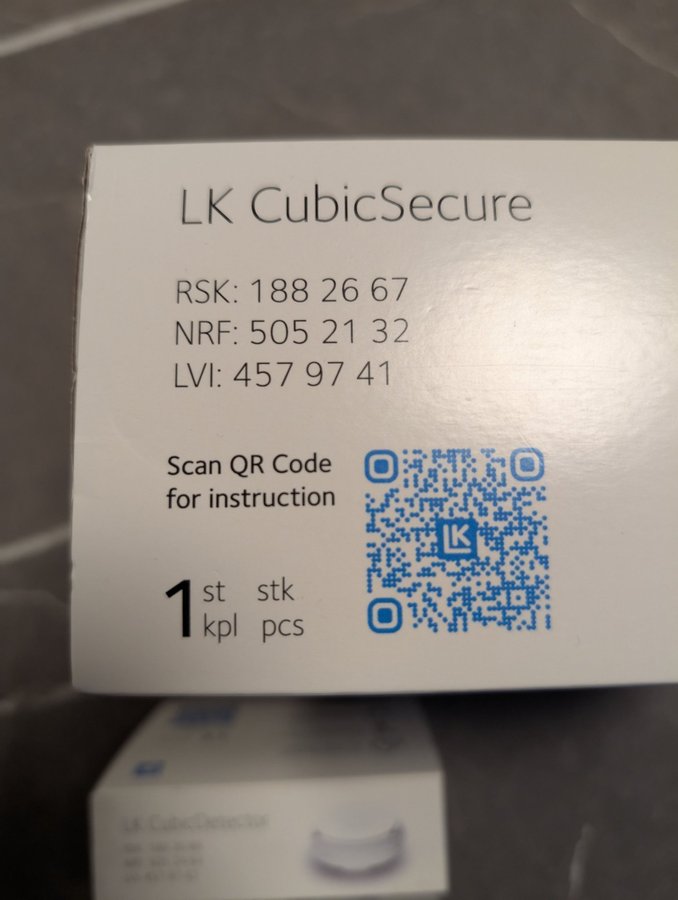 LK CubicSecure
RSK: 188 26 67
NRF: 505 21 32
LVI: 457 97 41
Scan QR Code
for instruction
LK
1 st stk
kpl pcs
LK CubicDetector